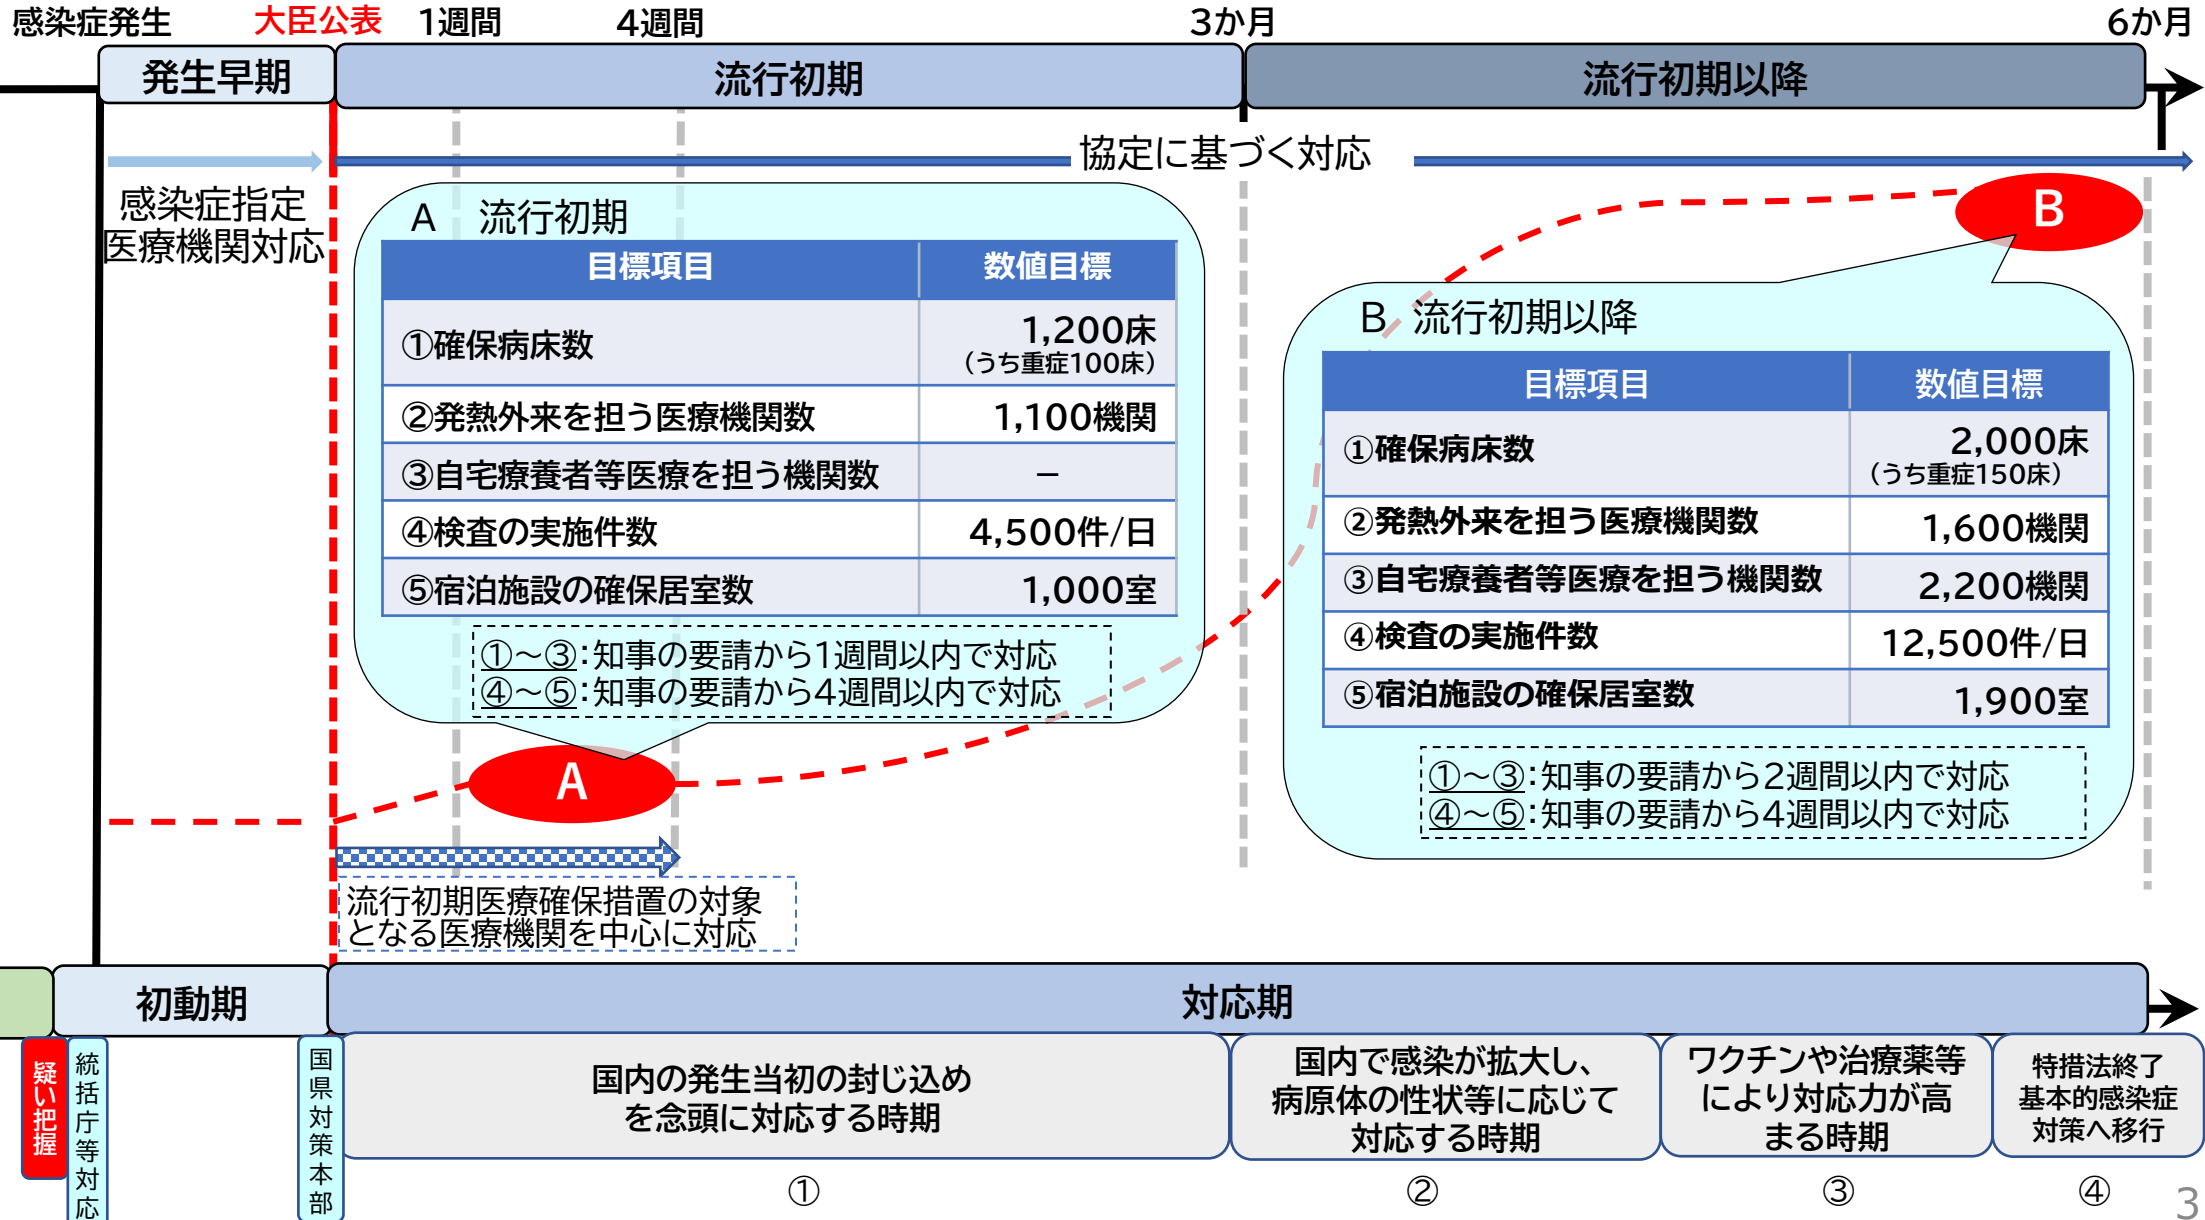 感染症発生
大臣公表
1週間
4週間
3か月
6か月
発生早期
流行初期
流行初期以降
協定に基づく対応
感染症指定
医療機関対応
A 流行初期
目標項目 数値目標
①確保病床数 1,200床
(うち重症100床)
②発熱外来を担う医療機関数 1,100機関
③自宅療養者等医療を担う機関数 －
④検査の実施件数 4,500件/日
⑤宿泊施設の確保居室数 1,000室
①～③：知事の要請から1週間以内で対応
④～⑤：知事の要請から4週間以内で対応
A
B
B 流行初期以降
目標項目 数値目標
①確保病床数 2,000床
(うち重症150床)
②発熱外来を担う医療機関数 1,600機関
③自宅療養者等医療を担う機関数 2,200機関
④検査の実施件数 12,500件/日
⑤宿泊施設の確保居室数 1,900室
①～③：知事の要請から2週間以内で対応
④～⑤：知事の要請から4週間以内で対応
流行初期医療確保措置の対象
となる医療機関を中心に対応
初動期
対応期
疑い把握
統括庁等対応
国県対策本部
国内の発生当初の封じ込め
を念頭に対応する時期
国内で感染が拡大し、
病原体の性状等に応じて
対応する時期
ワクチンや治療薬等
により対応力が高
まる時期
特措法終了
基本的感染症
対策へ移行
①
②
③
④
3